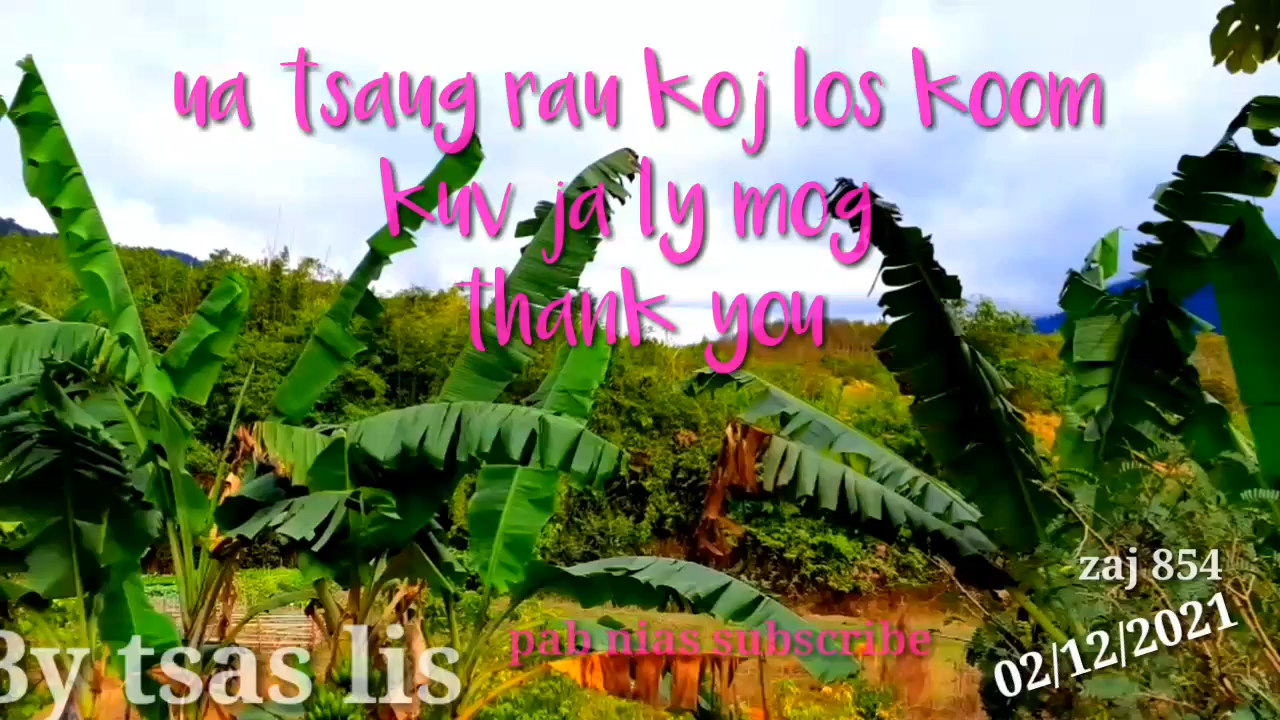 ua tsaug rau koj los koom
kuv ja ly mog
thank you
zaj 854
pab nias subscribe
02/12/2021
By tsas lis